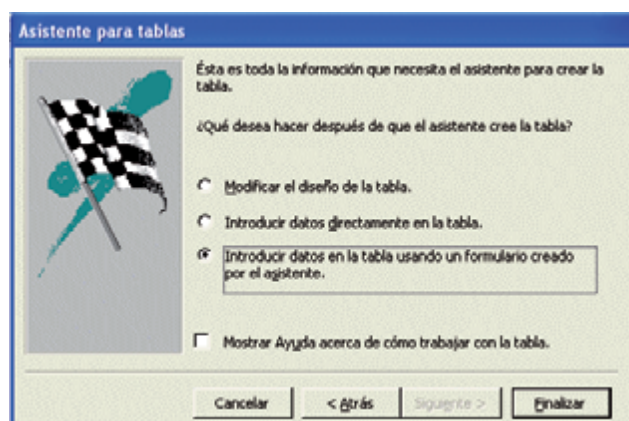 Asistente para tablas
Ésta es toda la información que necesita el asistente para crear la
tabla.
¿Qué desea hacer después de que el asistente cree la tabla?
Modificar el diseño de la tabla.
Introducir datos directamente en la tabla.
Introducir datos en la tabla usando un formulario creado
por el asistente.
Mostrar Ayuda acerca de cómo trabajar con la tabla.
Cancelar < Atrás Siguiente > Finalizar